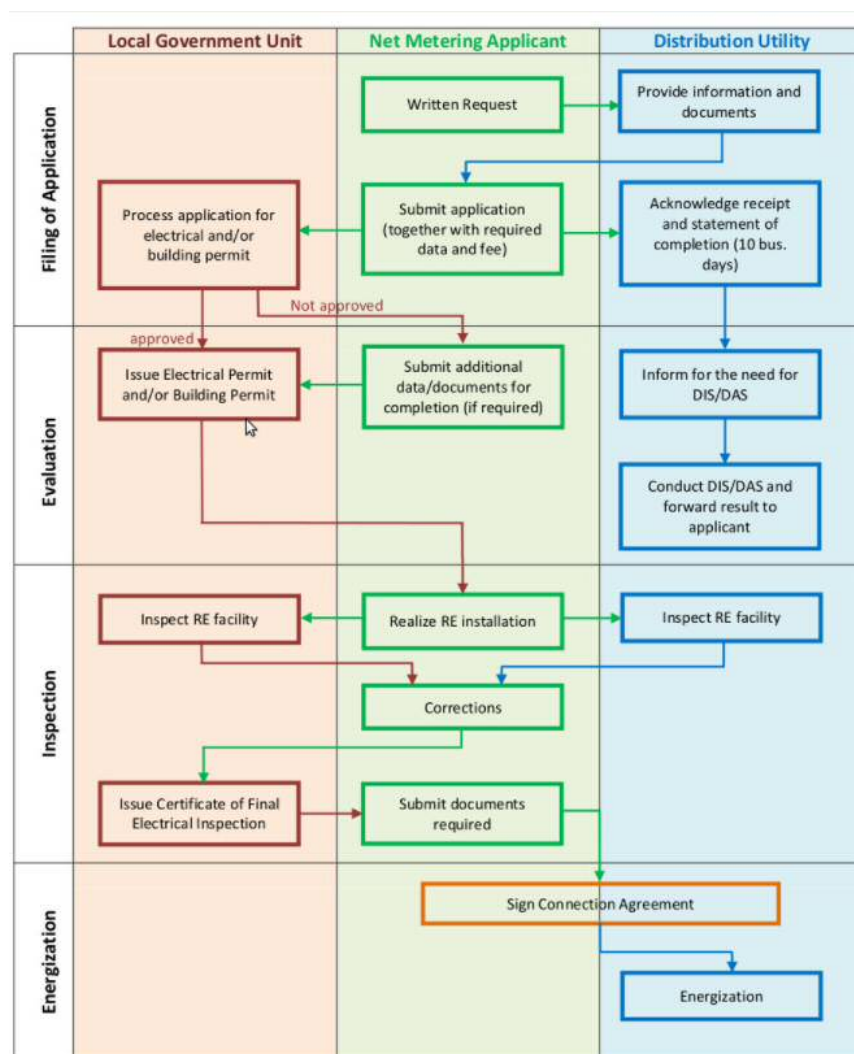 Local Government Unit
Net Metering Applicant
Distribution Utility
Filing of Application
Written Request
Provide information and
documents
Process application for
electrical and/or
building permit
Submit application
(together with required
data and fee)
Acknowledge receipt
and statement of
completion (10 bus.
days)
Not approved
approved
Evaluation
Issue Electrical Permit
and/or Building Permit
Submit additional
data/documents for
completion (if required)
Inform for the need for
DIS/DAS
Conduct DIS/DAS and
forward result to
applicant
Inspection
Inspect RE facility
Realize RE installation
Inspect RE facility
Corrections
Issue Certificate of Final
Electrical Inspection
Submit documents
required
Energization
Sign Connection Agreement
Energization